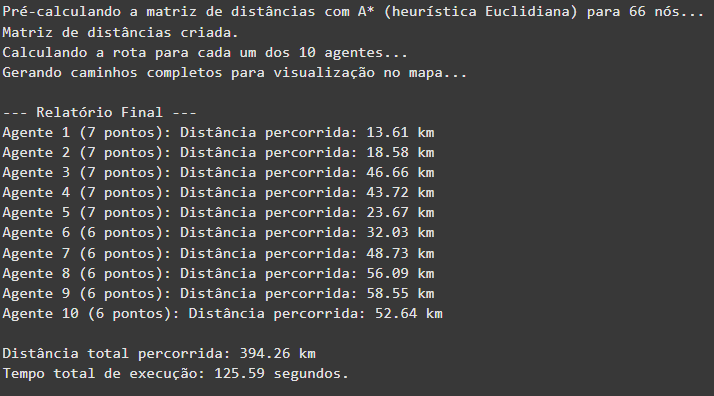 Pré-calculando a matriz de distâncias com A* (heurística Euclidiana) para 66 nós...
Matriz de distâncias criada.
Calculando a rota para cada um dos 10 agentes...
Gerando caminhos completos para visualização no mapa...

--- Relatório Final ---
Agente 1 (7 pontos): Distância percorrida: 13.61 km
Agente 2 (7 pontos): Distância percorrida: 18.58 km
Agente 3 (7 pontos): Distância percorrida: 46.66 km
Agente 4 (7 pontos): Distância percorrida: 43.72 km
Agente 5 (7 pontos): Distância percorrida: 23.67 km
Agente 6 (6 pontos): Distância percorrida: 32.03 km
Agente 7 (6 pontos): Distância percorrida: 48.73 km
Agente 8 (6 pontos): Distância percorrida: 56.09 km
Agente 9 (6 pontos): Distância percorrida: 58.55 km
Agente 10 (6 pontos): Distância percorrida: 52.64 km

Distância total percorrida: 394.26 km
Tempo total de execução: 125.59 segundos.